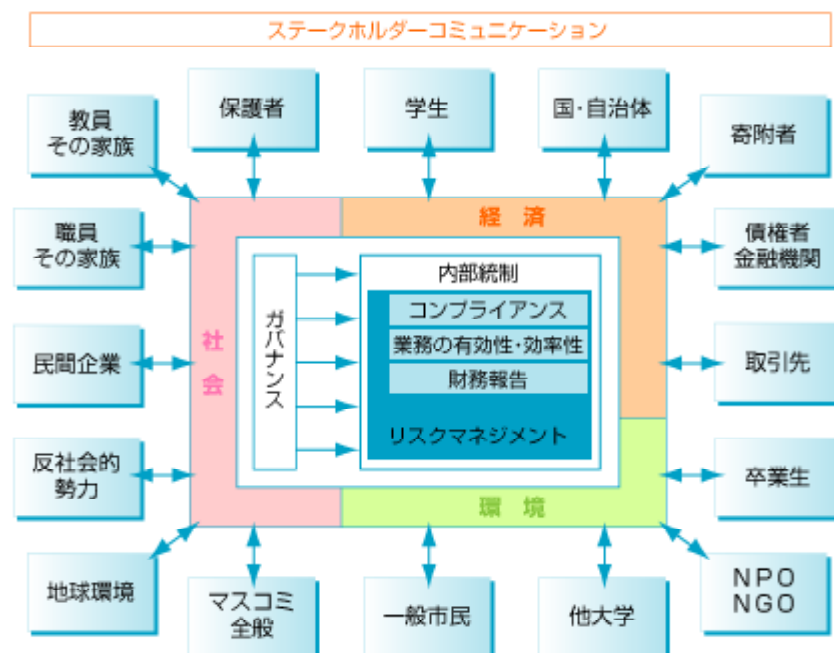 ステークホルダーコミュニケーション
教員
その家族
保護者
学生
国・自治体
寄附者
職員
その家族
債権者
金融機関
民間企業
取引先
反社会的
勢力
卒業生
地球環境
マスコミ
全般
一般市民
他大学
NPO
NGO
経 済
社
会
環 境
ガバナンス
内部統制
コンプライアンス
業務の有効性・効率性
財務報告
リスクマネジメント